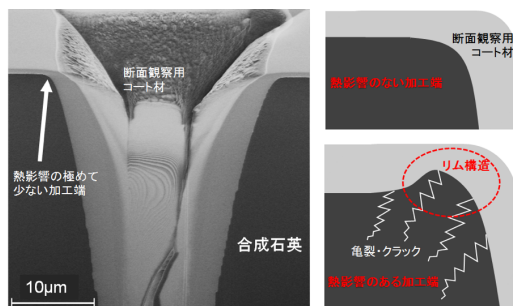 断面観察用
コート材
熱影響の極めて
少ない加工端
合成石英
10μm
断面観察用
コート材
熱影響のない加工端
リム構造
亀裂・クラック
熱影響のある加工端